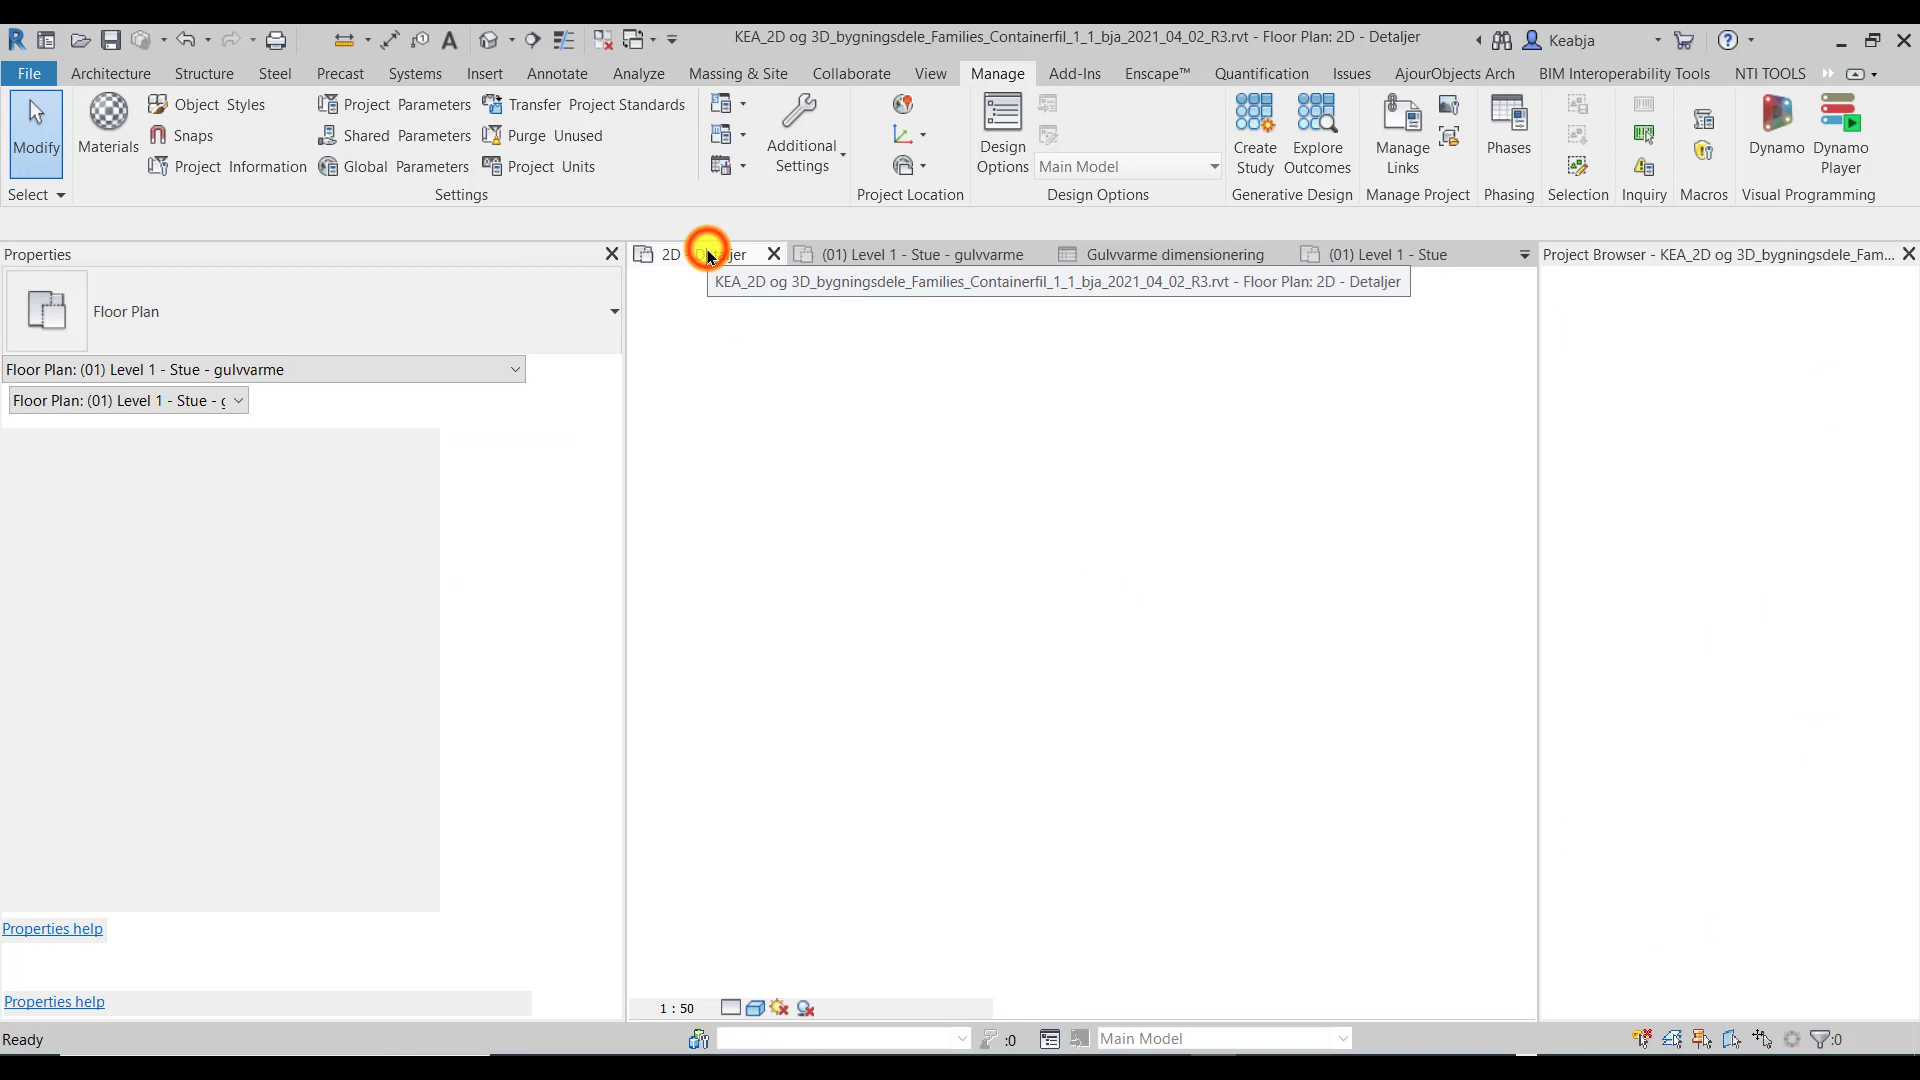 KEA_2D og 3D_bygningsdele_Families_Containerfil_1_1_bja_2021_04_02_R3.rvt - Floor Plan: 2D - Detaljer
Keabja
File Architecture Structure Steel Precast Systems Insert Annotate Analyze Massing & Site Collaborate View Manage Add-Ins Enscape™ Quantification Issues AjourObjects Arch BIM Interoperability Tools NTI TOOLS
Modify
Materials
Object Styles
Snaps
Project Information
Project Parameters
Shared Parameters
Global Parameters
Transfer Project Standards
Purge Unused
Project Units
Additional Settings
Design Options
Main Model
Create Study
Explore Outcomes
Manage Links
Phases
Dynamo
Dynamo Player
Select Settings Project Location Design Options Generative Design Manage Project Phasing Selection Inquiry Macros Visual Programming
Properties
2D
(01) Level 1 - Stue - gulvvarme
Gulvvarme dimensionering
(01) Level 1 - Stue
Project Browser - KEA_2D og 3D_bygningsdele_Fam...
KEA_2D og 3D_bygningsdele_Families_Containerfil_1_1_bja_2021_04_02_R3.rvt - Floor Plan: 2D - Detaljer
Floor Plan
Floor Plan: (01) Level 1 - Stue - gulvvarme
Floor Plan: (01) Level 1 - Stue - g
Properties help
Properties help
1 : 50
Ready
:0
Main Model
:0